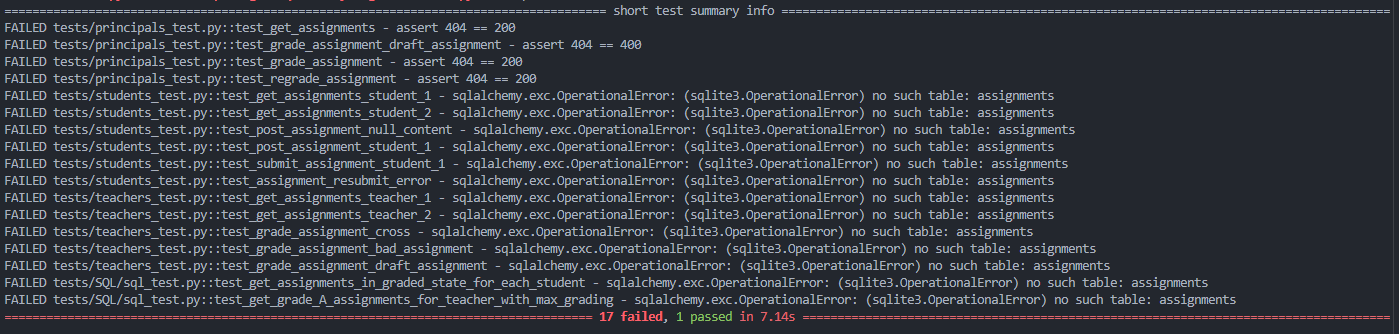 short test summary info
FAILED tests/principals_test.py::test_get_assignments - assert 404 == 200
FAILED tests/principals_test.py::test_grade_assignment_draft_assignment - assert 404 == 400
FAILED tests/principals_test.py::test_grade_assignment - assert 404 == 200
FAILED tests/principals_test.py::test_regrade_assignment - assert 404 == 200
FAILED tests/students_test.py::test_get_assignments_student_1 - sqlalchemy.exc.OperationalError: (sqlite3.OperationalError) no such table: assignments
FAILED tests/students_test.py::test_get_assignments_student_2 - sqlalchemy.exc.OperationalError: (sqlite3.OperationalError) no such table: assignments
FAILED tests/students_test.py::test_post_assignment_null_content - sqlalchemy.exc.OperationalError: (sqlite3.OperationalError) no such table: assignments
FAILED tests/students_test.py::test_post_assignment_student_1 - sqlalchemy.exc.OperationalError: (sqlite3.OperationalError) no such table: assignments
FAILED tests/students_test.py::test_submit_assignment_student_1 - sqlalchemy.exc.OperationalError: (sqlite3.OperationalError) no such table: assignments
FAILED tests/students_test.py::test_assignment_resubmit_error - sqlalchemy.exc.OperationalError: (sqlite3.OperationalError) no such table: assignments
FAILED tests/teachers_test.py::test_get_assignments_teacher_1 - sqlalchemy.exc.OperationalError: (sqlite3.OperationalError) no such table: assignments
FAILED tests/teachers_test.py::test_get_assignments_teacher_2 - sqlalchemy.exc.OperationalError: (sqlite3.OperationalError) no such table: assignments
FAILED tests/teachers_test.py::test_grade_assignment_cross - sqlalchemy.exc.OperationalError: (sqlite3.OperationalError) no such table: assignments
FAILED tests/teachers_test.py::test_grade_assignment_bad_assignment - sqlalchemy.exc.OperationalError: (sqlite3.OperationalError) no such table: assignments
FAILED tests/teachers_test.py::test_grade_assignment_draft_assignment - sqlalchemy.exc.OperationalError: (sqlite3.OperationalError) no such table: assignments
FAILED tests/SQL/sql_test.py::test_get_assignments_in_graded_state_for_each_student - sqlalchemy.exc.OperationalError: (sqlite3.OperationalError) no such table: assignments
FAILED tests/SQL/sql_test.py::test_get_grade_A_assignments_for_teacher_with_max_grading - sqlalchemy.exc.OperationalError: (sqlite3.OperationalError) no such table: assignments
17 failed, 1 passed in 7.14s